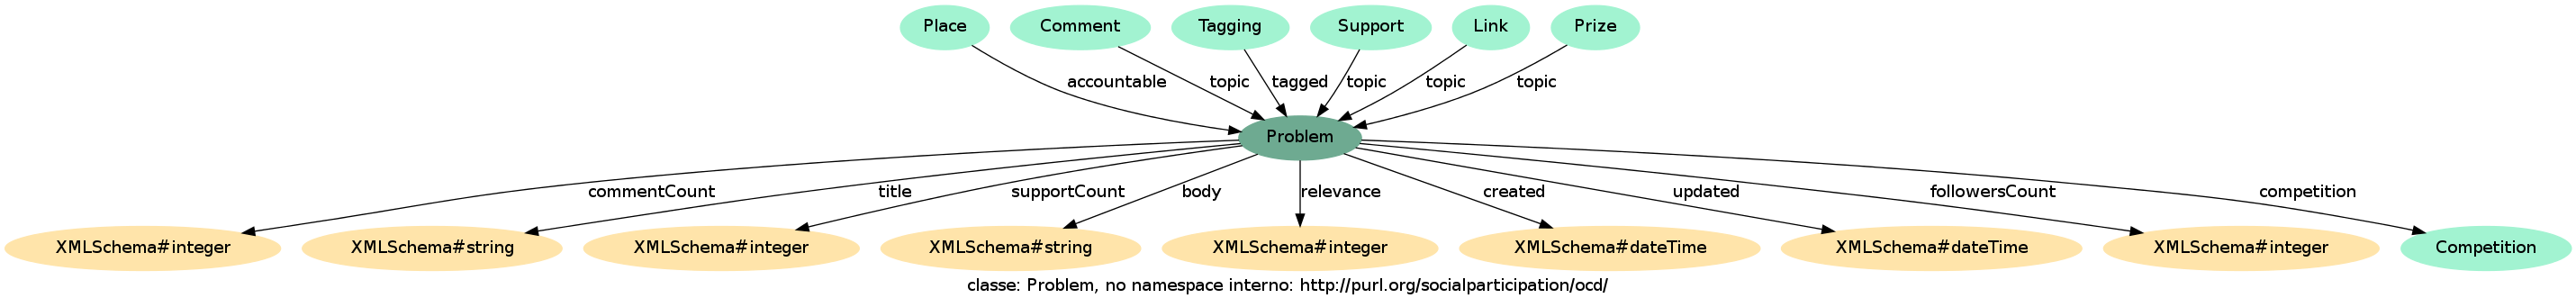 Place Comment Tagging Support Link Prize
accountable topic tagged topic topic topic
Problem
commentCount title supportCount body relevance created updated followersCount competition
XMLSchema#integer XMLSchema#string XMLSchema#integer XMLSchema#string XMLSchema#integer XMLSchema#dateTime XMLSchema#dateTime XMLSchema#integer Competition
classe: Problem, no namespace interno: http://purl.org/socialparticipation/ocd/